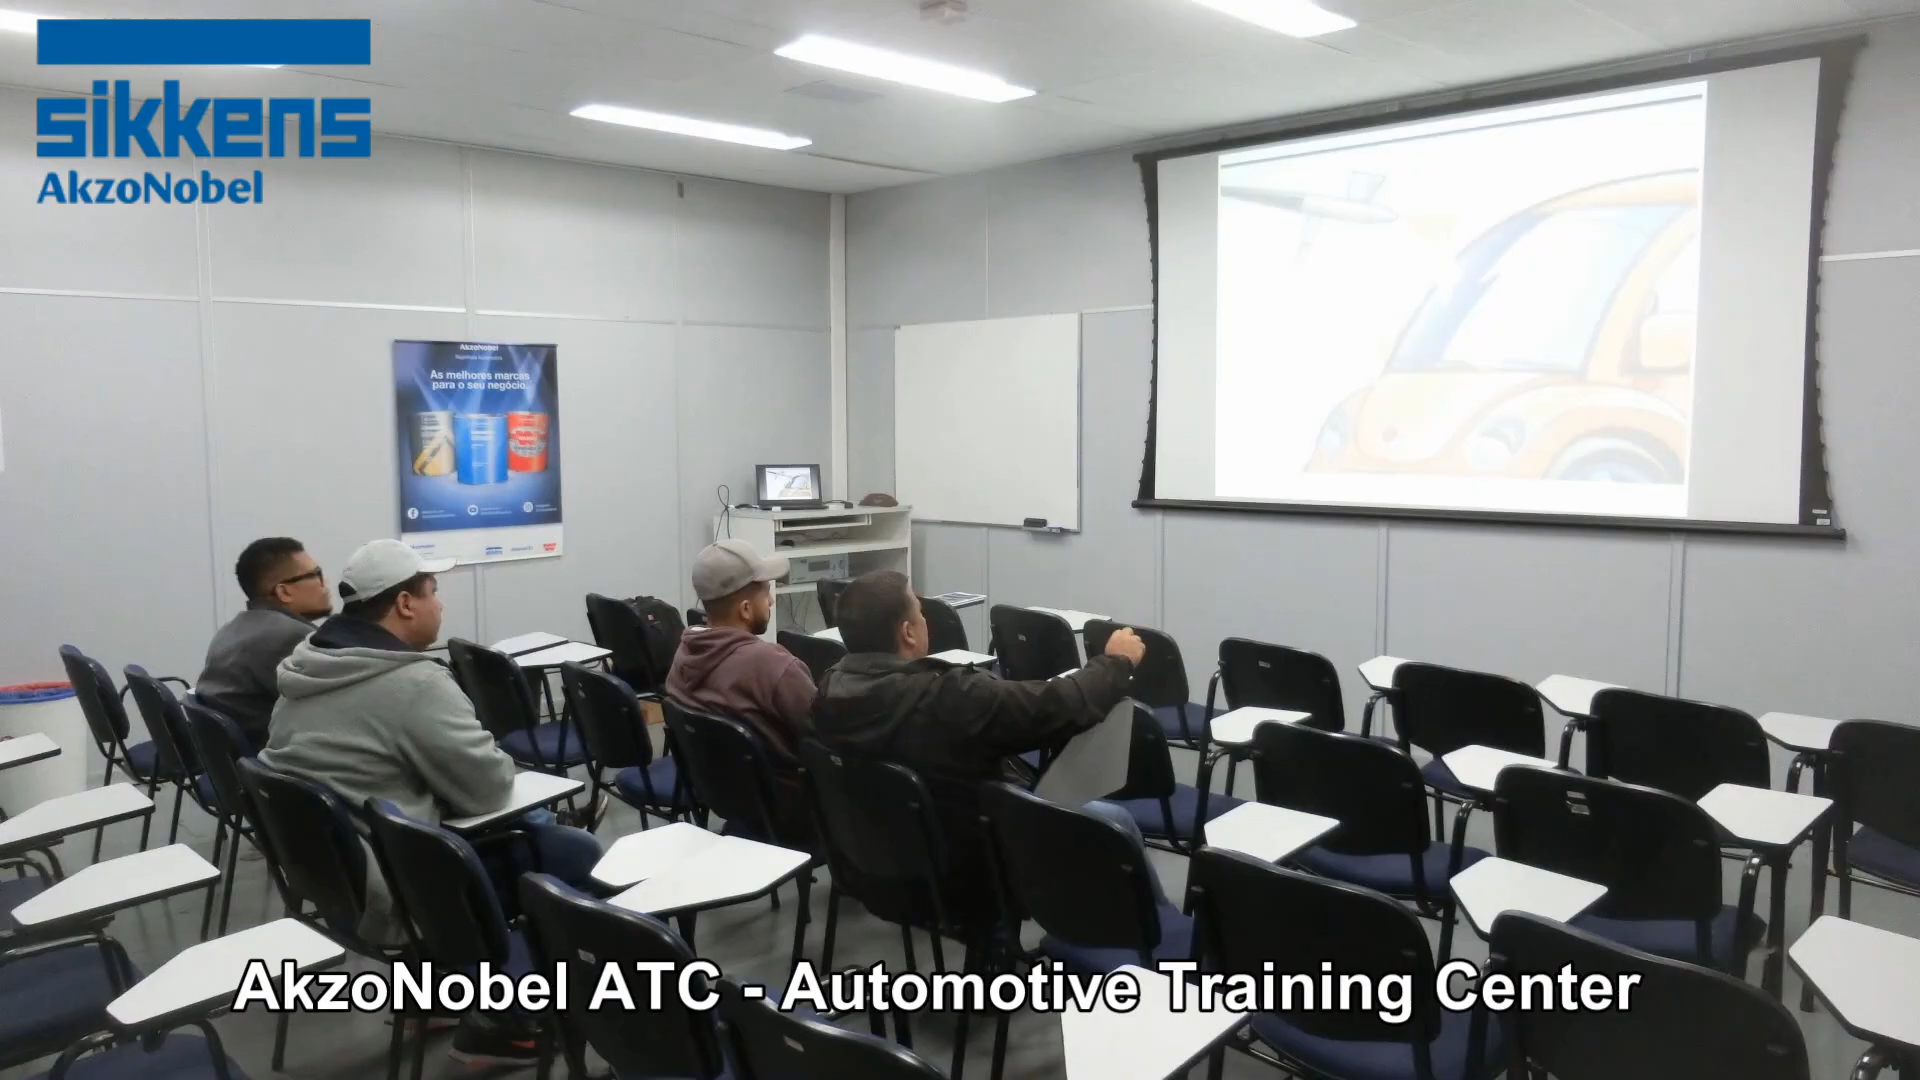 sikkens
AkzoNobel
AkzoNobel
As melhores marcas
para o seu negócio.
AkzoNobel ATC - Automotive Training Center